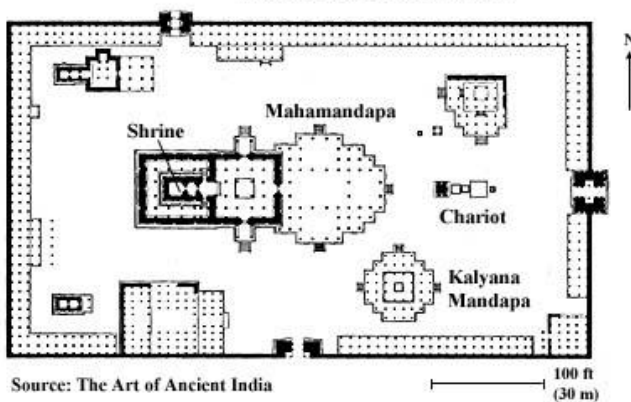 N
Mahamandapa
Shrine
Chariot
Kalyana
Mandapa
Source: The Art of Ancient India
100 ft
(30 m)